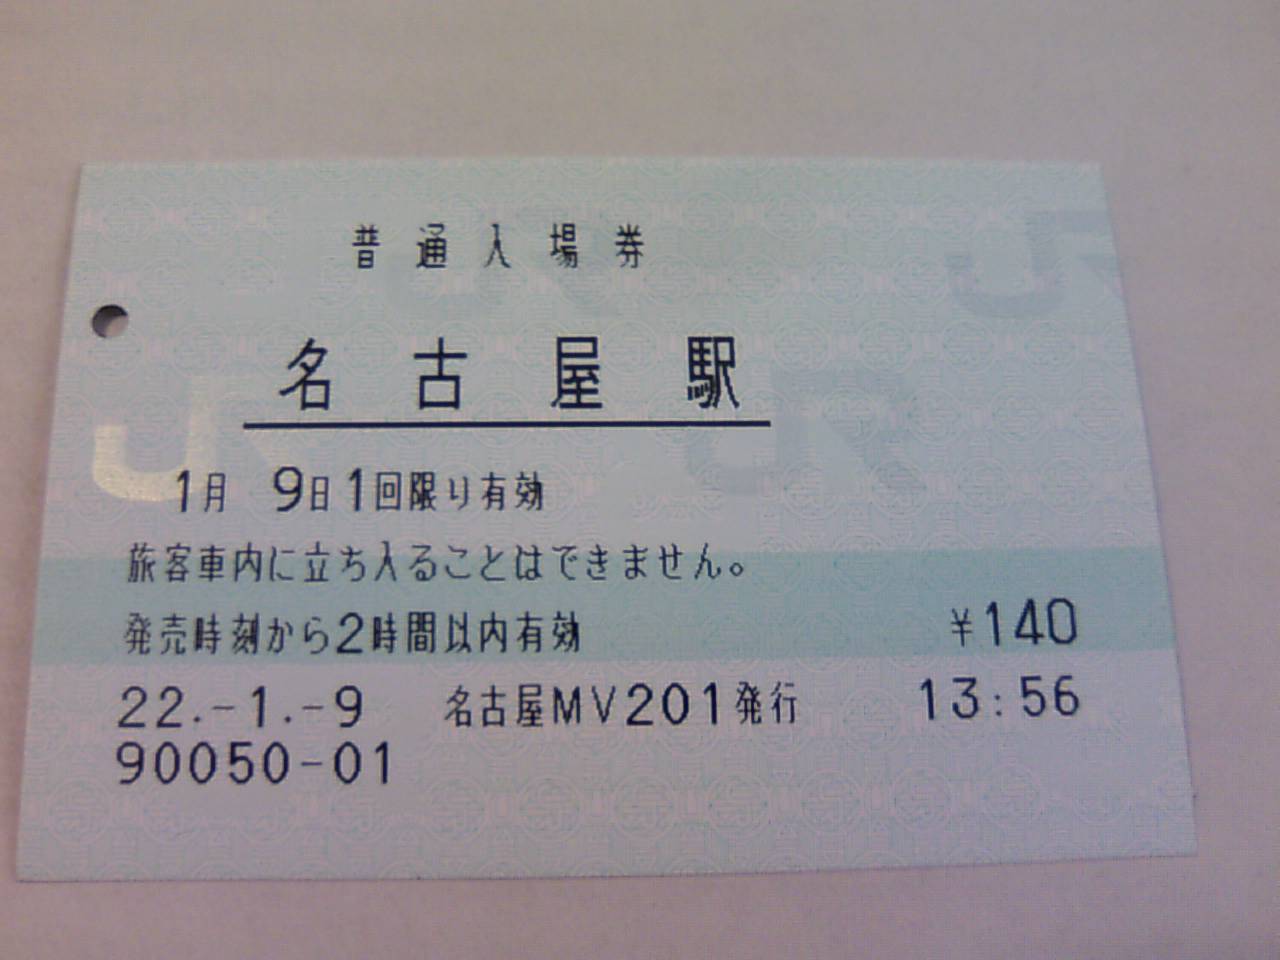 普通入場券
名古屋駅
1月 9日1回限り有効
旅客車内に立ち入ることはできません。
発売時刻から2時間以内有効 ¥140
22.-1.-9 名古屋MV201発行 13:56
90050-01